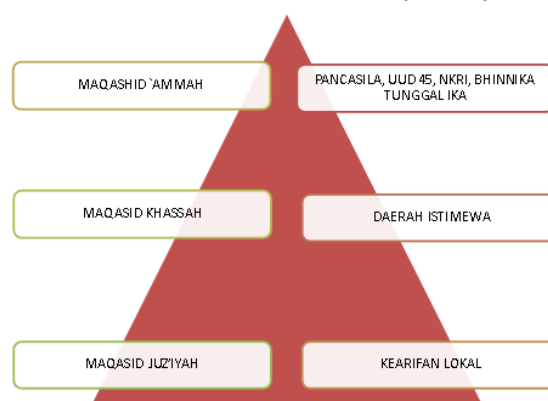 MAQASHID `AMMAH
PANCASILA, UUD 45, NKRI, BHINNIKA
TUNGGAL IKA
MAQASID KHASSAH
DAERAH ISTIMEWA
MAQASID JUZ'IYAH
KEARIFAN LOKAL